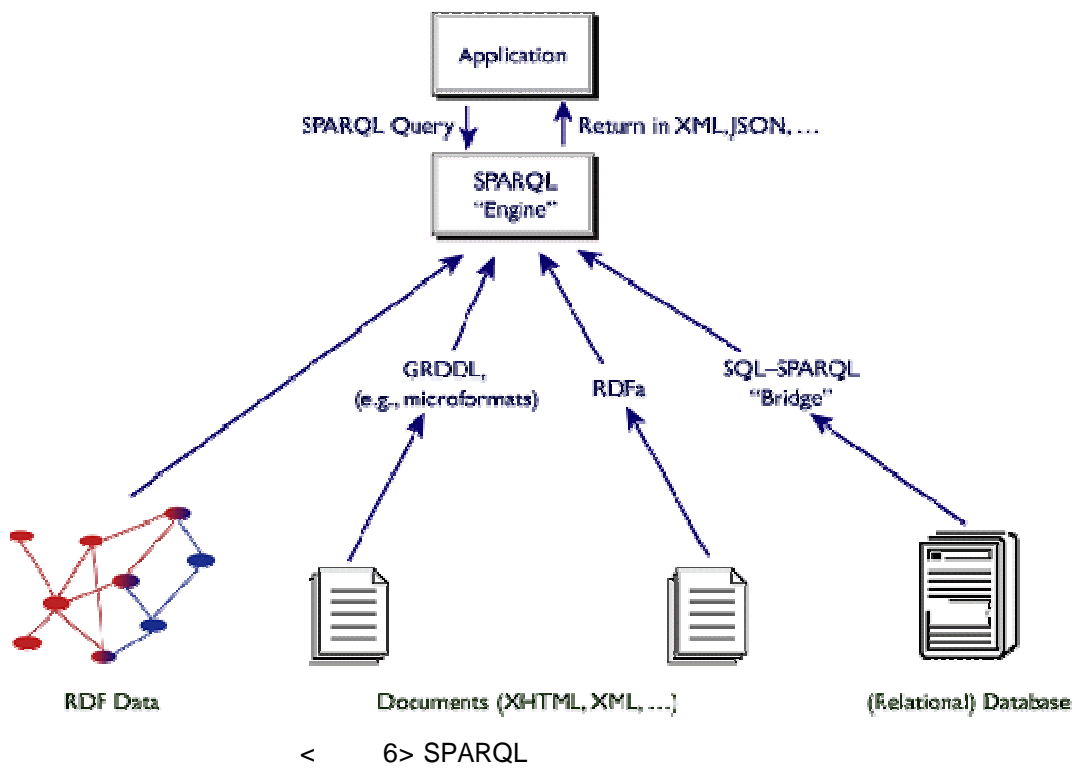 Application
SPARQL Query
Return in XML, JSON, ...
SPARQL
“Engine”
GRDDL,
(e.g., microformats)
RDFa
SQL–SPARQL
“Bridge”
RDF Data
Documents (XHTML, XML, ...)
(Relational) Database
< 6> SPARQL